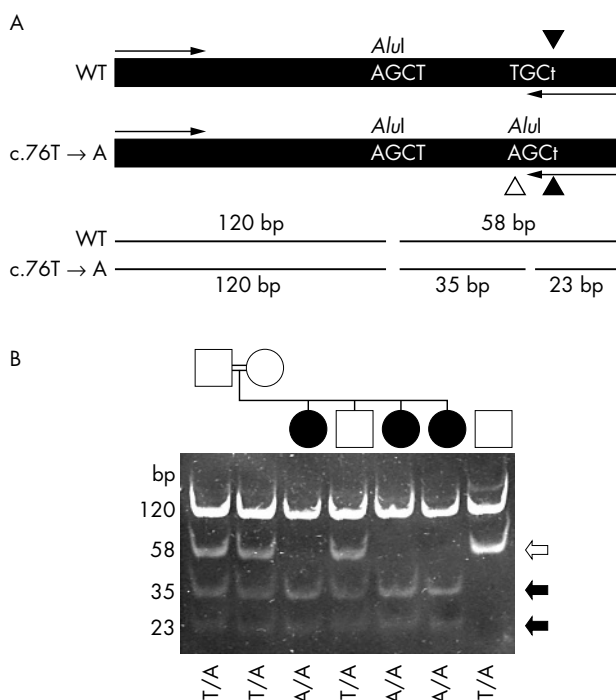 A
AluI
WT AGCT TGCt
AluI AluI
c.76T → A AGCT AGCt
120 bp 58 bp
WT
c.76T → A
120 bp 35 bp 23 bp
B
bp
120
58
35
23
T/A T/A A/A T/A A/A A/A T/A